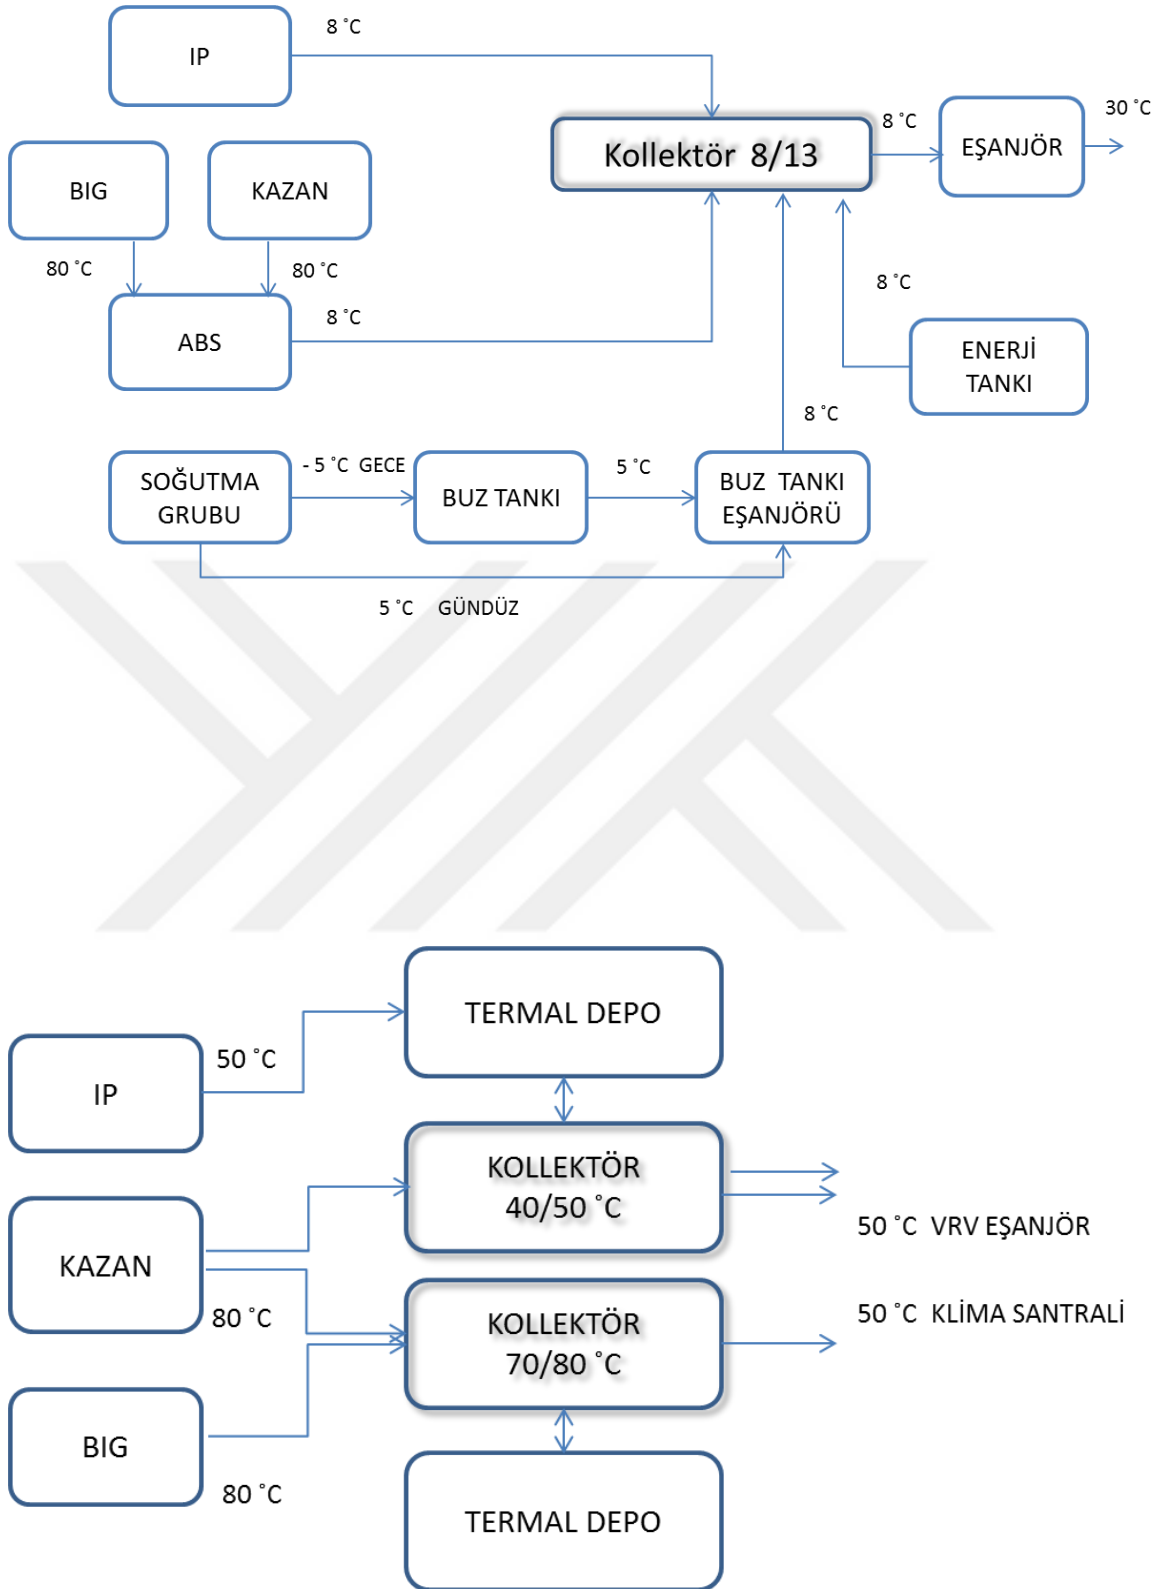 8 ˚C
IP
Kollektör 8/13
8 ˚C
EŞANJÖR
30 ˚C
BIG
KAZAN
80 ˚C
80 ˚C
ABS
8 ˚C
8 ˚C
ENERJİ
TANKI
8 ˚C
SOĞUTMA
GRUBU
- 5 ˚C GECE
BUZ TANKI
5 ˚C
BUZ TANKI
EŞANJÖRÜ
5 ˚C GÜNDÜZ
TERMAL DEPO
IP
50 ˚C
KOLLEKTÖR
40/50 ˚C
KAZAN
80 ˚C
50 ˚C VRV EŞANJÖR
KOLLEKTÖR
70/80 ˚C
50 ˚C KLİMA SANTRALİ
BIG
80 ˚C
TERMAL DEPO